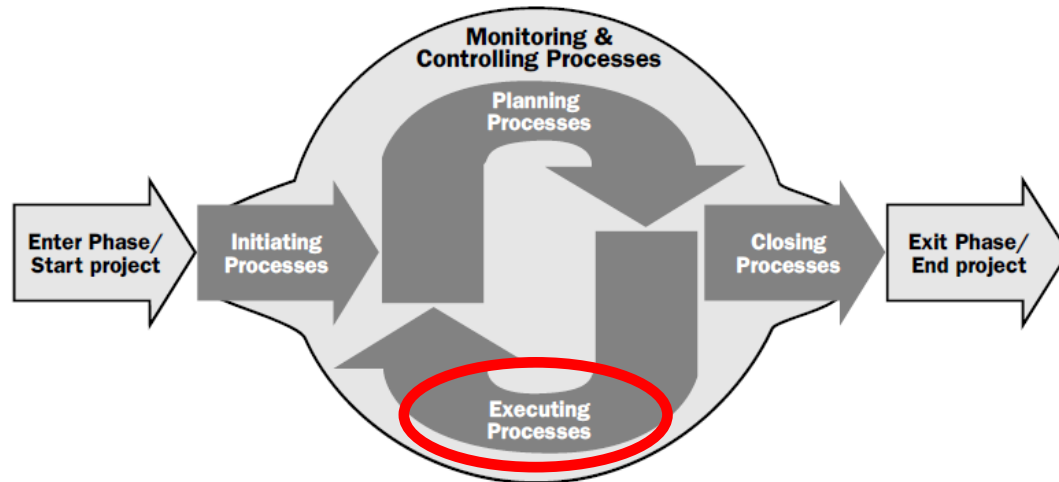 Monitoring &
Controlling Processes
Planning
Processes
Enter Phase/
Start project
Initiating
Processes
Closing
Processes
Exit Phase/
End project
Executing
Processes